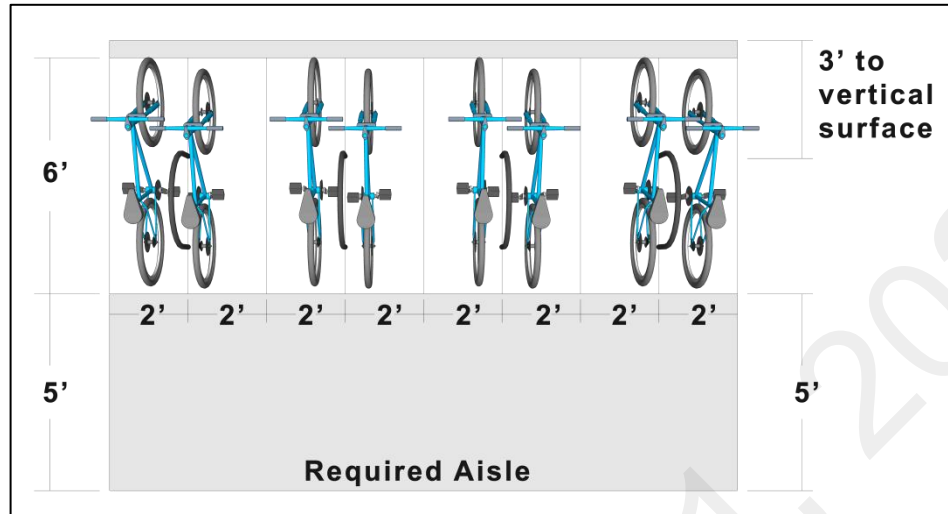 3’ to
vertical
surface
6’
2’ 2’ 2’ 2’ 2’ 2’ 2’ 2’
5’ 5’
Required Aisle